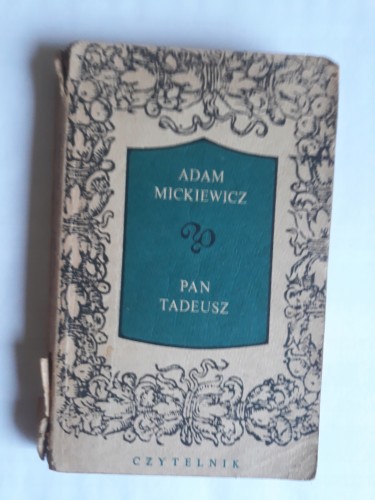 ADAM
MICKIEWICZ
PAN
TADEUSZ
CZYTELNIK